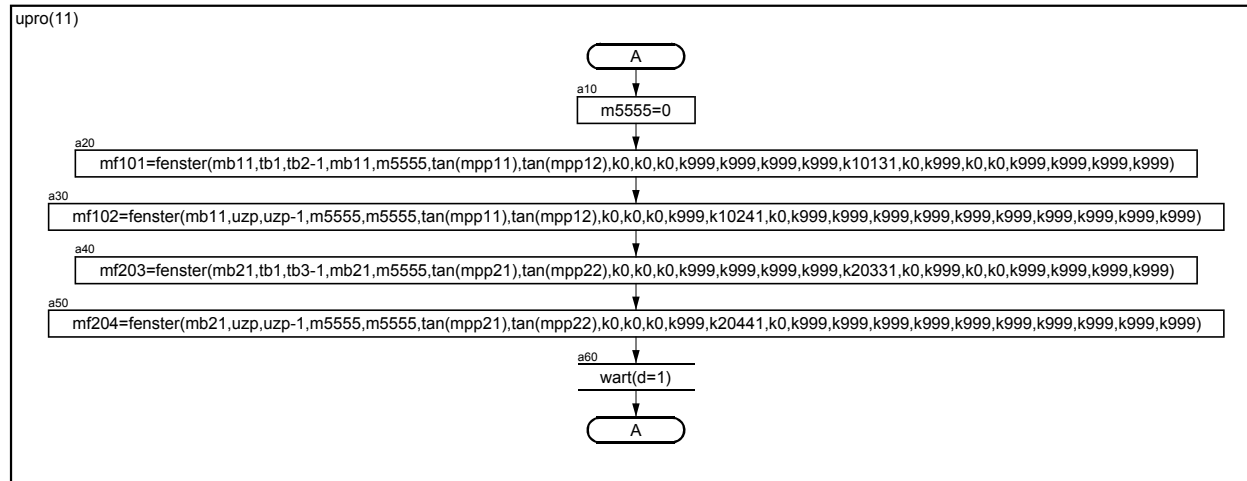 upro(11)
A
a10
m5555=0
a20
mf101=fenster(mb11,tb1,tb2-1,mb11,m5555,tan(mpp11),tan(mpp12),k0,k0,k0,k999,k999,k999,k999,k10131,k0,k999,k0,k0,k999,k999,k999,k999)
a30
mf102=fenster(mb11,uzp,uzp-1,m5555,m5555,tan(mpp11),tan(mpp12),k0,k0,k0,k999,k10241,k0,k999,k999,k999,k999,k999,k999,k999,k999,k999,k999)
a40
mf203=fenster(mb21,tb1,tb3-1,mb21,m5555,tan(mpp21),tan(mpp22),k0,k0,k0,k999,k999,k999,k999,k20331,k0,k999,k0,k0,k999,k999,k999,k999)
a50
mf204=fenster(mb21,uzp,uzp-1,m5555,m5555,tan(mpp21),tan(mpp22),k0,k0,k0,k999,k20441,k0,k999,k999,k999,k999,k999,k999,k999,k999,k999,k999)
a60
wart(d=1)
A